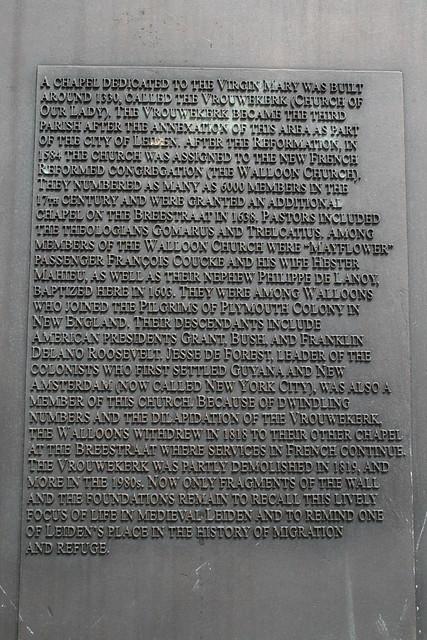 A CHAPEL DEDICATED TO THE VIRGIN MARY WAS BUILT
AROUND 1330, CALLED THE VROUWEKERK (CHURCH OF
OUR LADY). THE VROUWEKERK BECAME THE THIRD
PARISH AFTER THE ANNEXATION OF THIS AREA AS PART
OF THE CITY OF LEIDEN. AFTER THE REFORMATION, IN
1584 THE CHURCH WAS ASSIGNED TO THE NEW FRENCH
REFORMED CONGREGATION (THE WALLOON CHURCH).
THEY NUMBERED AS MANY AS 6000 MEMBERS IN THE
17TH CENTURY AND WERE GRANTED AN ADDITIONAL
CHAPEL ON THE BREESTRAAT IN 1638. PASTORS INCLUDED
THE THEOLOGIANS GOMARUS AND TRELCATIUS. AMONG
MEMBERS OF THE WALLOON CHURCH WERE "MAYFLOWER"
PASSENGER FRANÇOIS COUCKE AND HIS WIFE HESTER
MAHIEU, AS WELL AS THEIR NEPHEW PHILIPPE DE LANOY,
BAPTIZED HERE IN 1603. THEY WERE AMONG WALLOONS
WHO JOINED THE PILGRIMS OF PLYMOUTH COLONY IN
NEW ENGLAND. THEIR DESCENDANTS INCLUDE
AMERICAN PRESIDENTS GRANT, BUSH, AND FRANKLIN
DELANO ROOSEVELT. JESSE DE FOREST, LEADER OF THE
COLONISTS WHO FIRST SETTLED GUYANA AND NEW
AMSTERDAM (NOW CALLED NEW YORK CITY), WAS ALSO A
MEMBER OF THIS CHURCH. BECAUSE OF DWINDLING
NUMBERS AND THE DILAPIDATION OF THE VROUWEKERK,
THE WALLOONS WITHDREW IN 1818 TO THEIR OTHER CHAPEL
AT THE BREESTRAAT WHERE SERVICES IN FRENCH CONTINUE.
THE VROUWEKERK WAS PARTLY DEMOLISHED IN 1819, AND
MORE IN THE 1980S. NOW ONLY FRAGMENTS OF THE WALL
AND THE FOUNDATIONS REMAIN TO RECALL THIS LIVELY
FOCUS OF LIFE IN MEDIEVAL LEIDEN AND TO REMIND ONE
OF LEIDEN'S PLACE IN THE HISTORY OF MIGRATION
AND REFUGE.